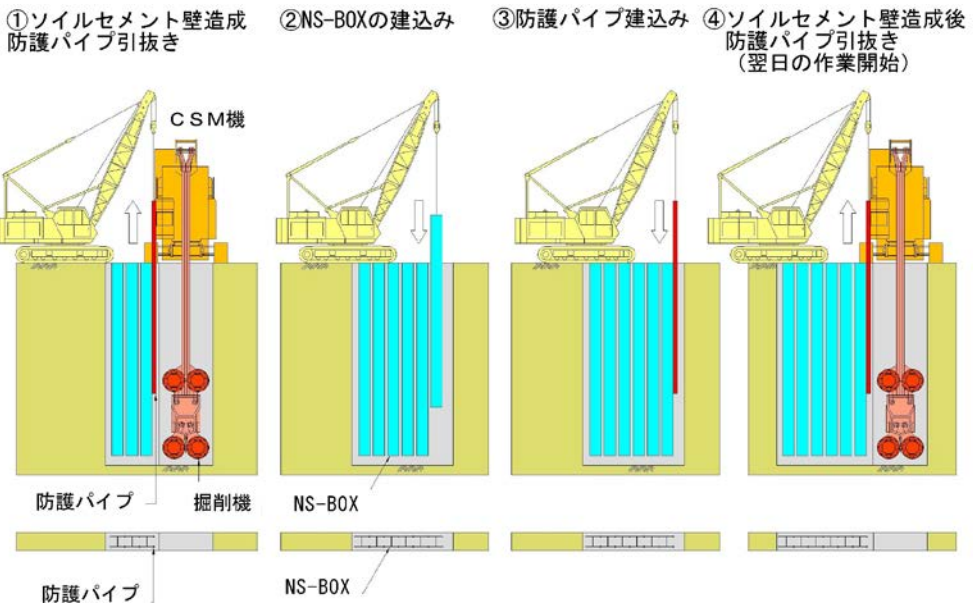 ①ソイルセメント壁造成
防護パイプ引抜き
②NS-BOXの建込み
③防護パイプ建込み
④ソイルセメント壁造成後
防護パイプ引抜き
（翌日の作業開始）
ＣＳＭ機
防護パイプ
掘削機
NS-BOX
防護パイプ
NS-BOX